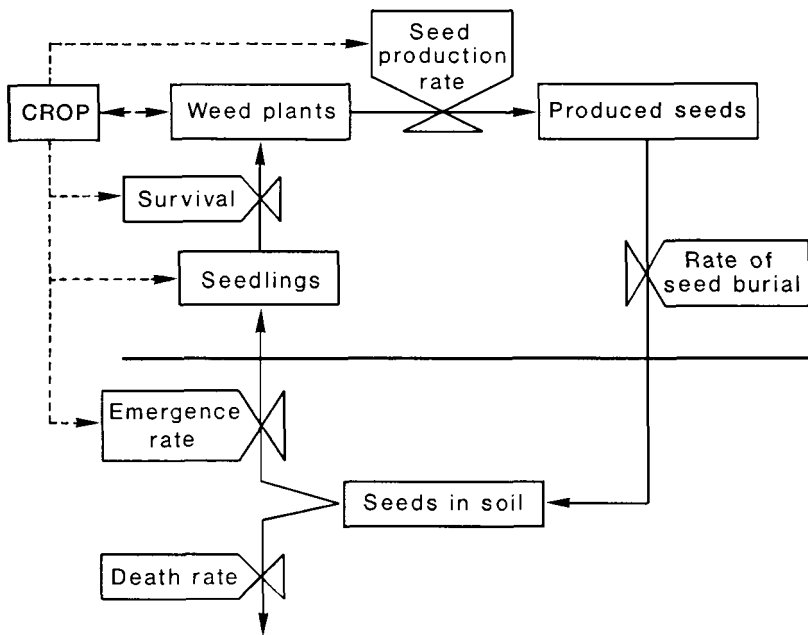 Seed
production
rate
CROP
Weed plants
Produced seeds
Survival
Seedlings
Rate of
seed burial
Emergence
rate
Seeds in soil
Death rate